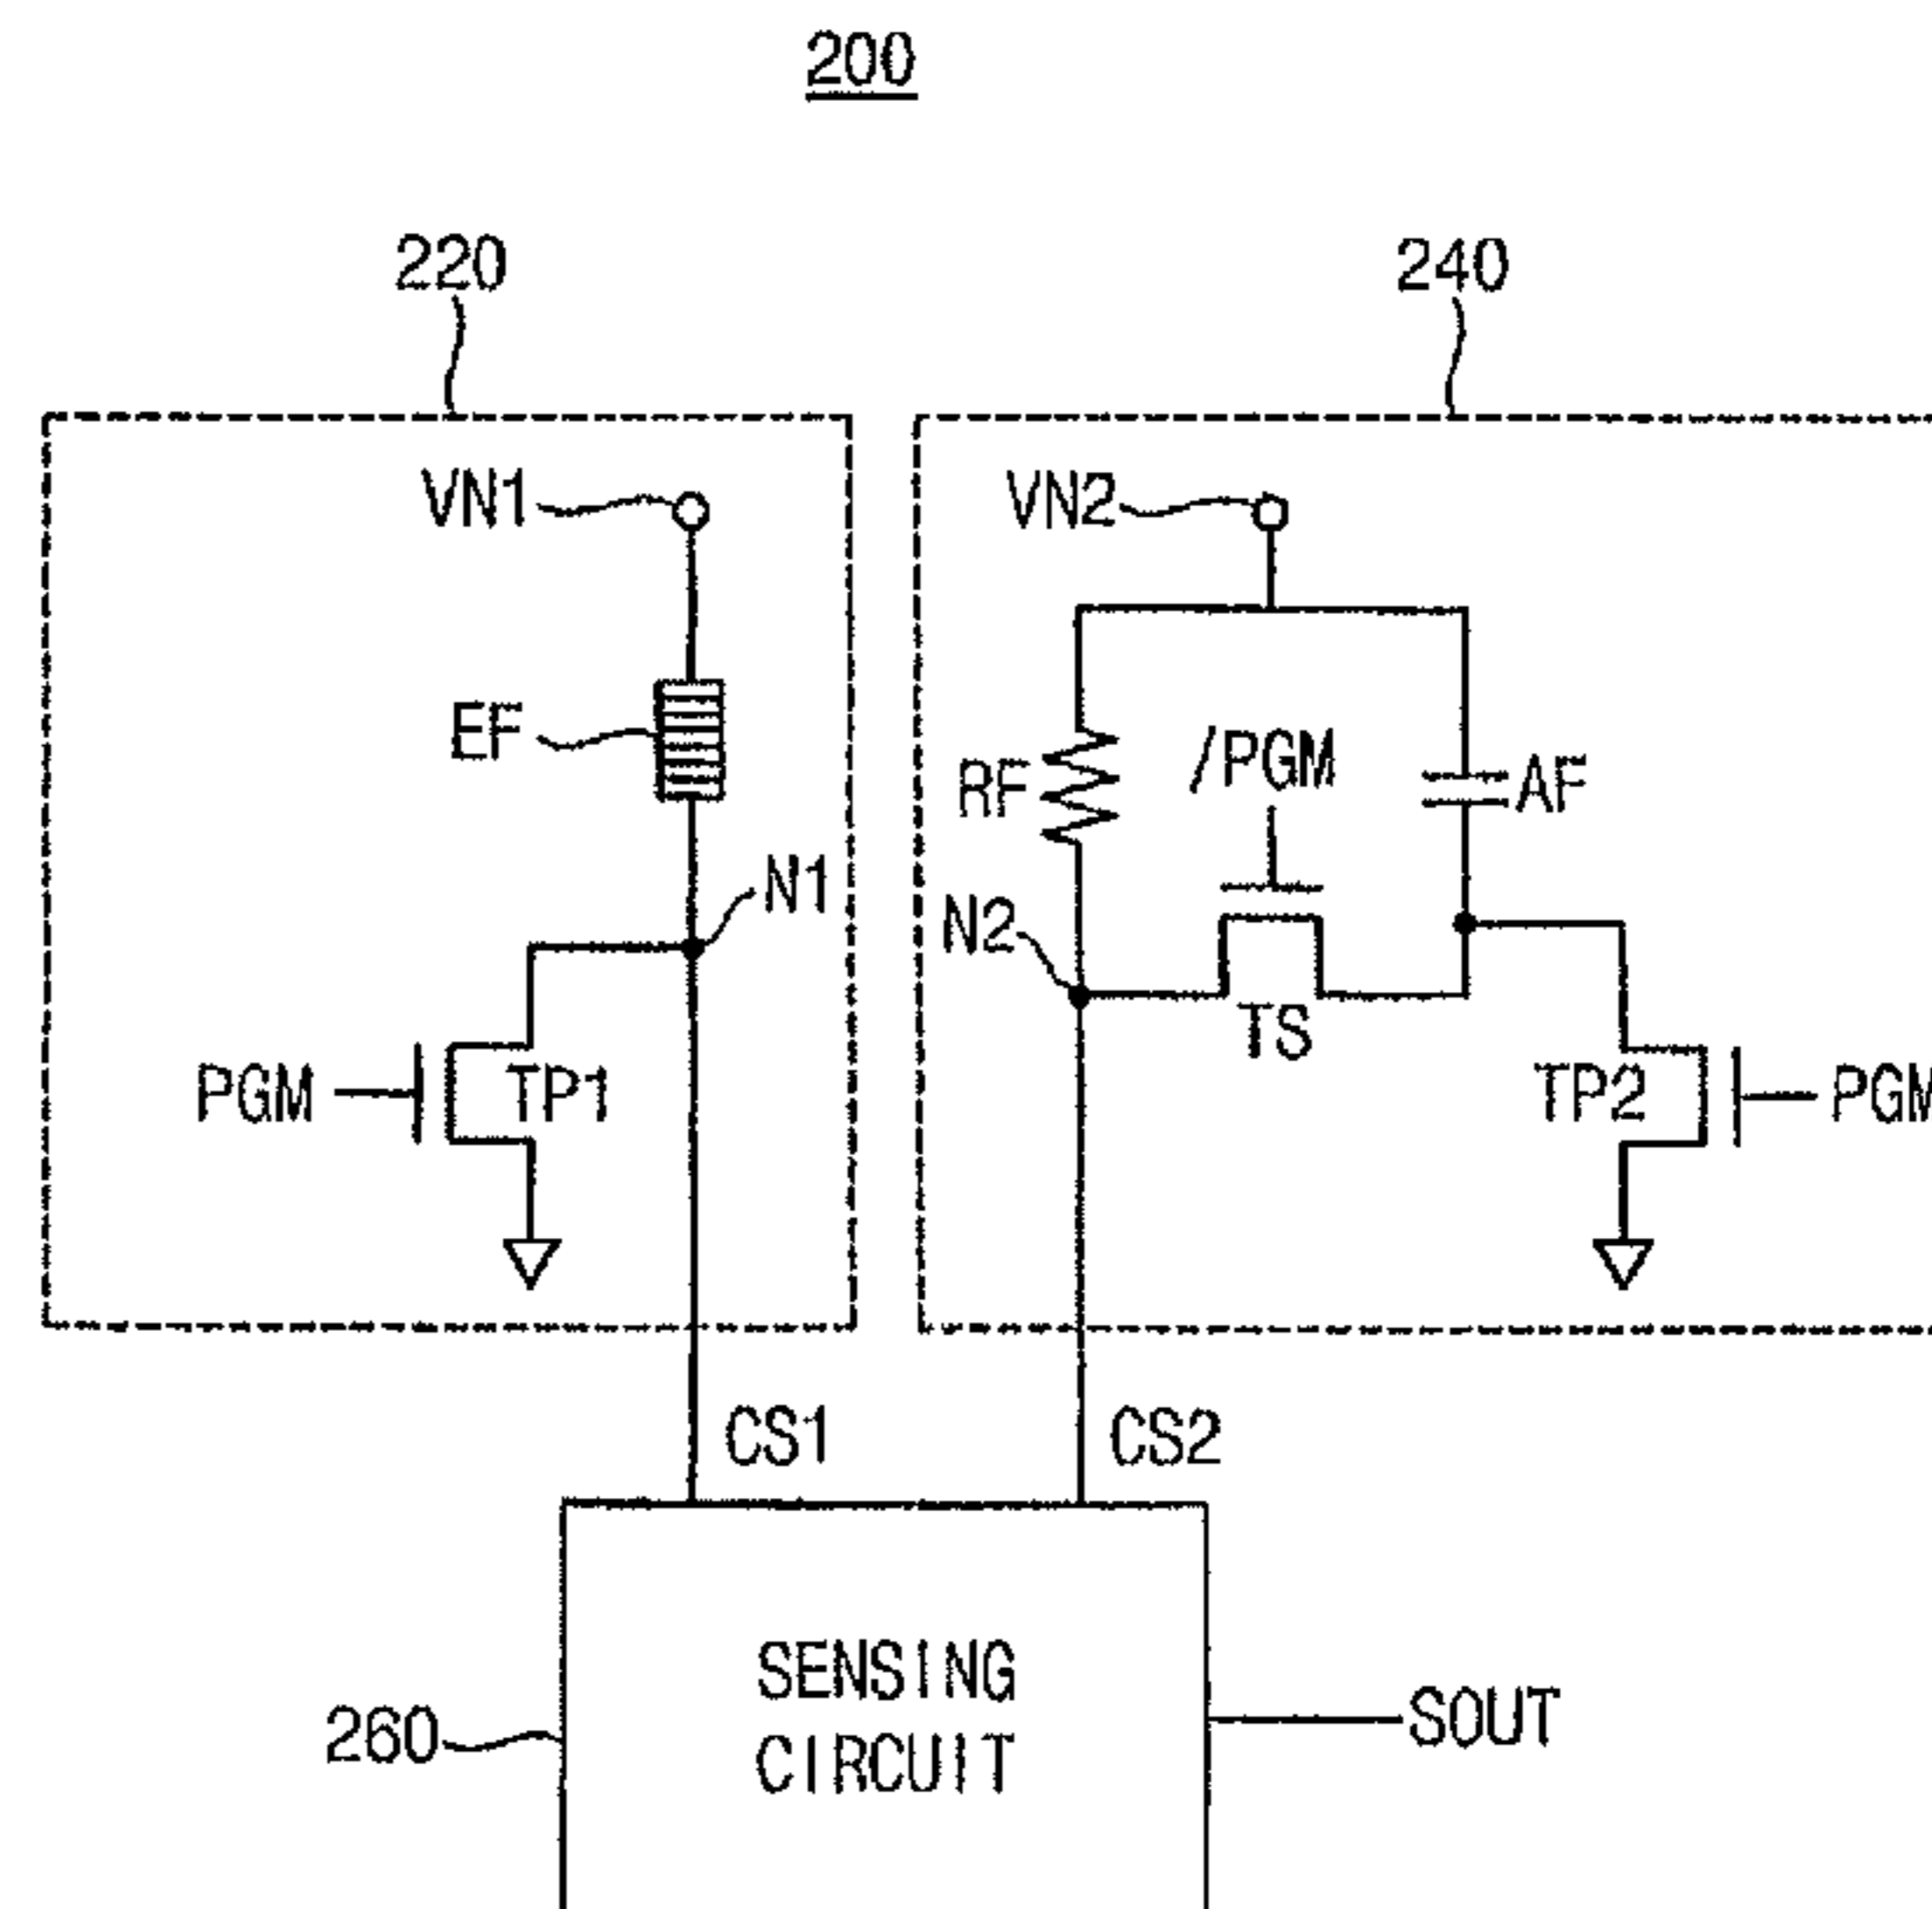 200
220
240
VN1
VN2
EF
RF
/PGM
AF
N1
N2
TS
PGM
TP1
TP2
PGM
CS1
CS2
SENSING
CIRCUIT
260
SOUT